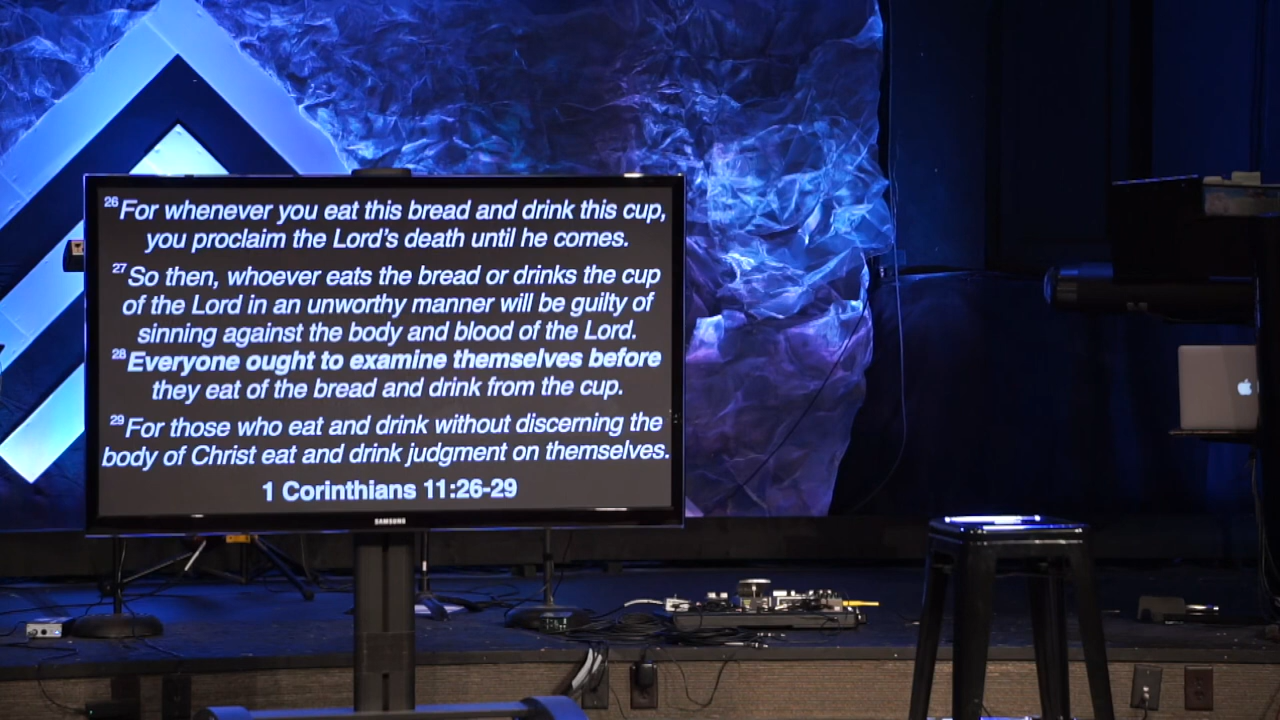 26 For whenever you eat this bread and drink this cup,
you proclaim the Lord's death until he comes.
27 So then, whoever eats the bread or drinks the cup
of the Lord in an unworthy manner will be guilty of
sinning against the body and blood of the Lord.
28 Everyone ought to examine themselves before
they eat of the bread and drink from the cup.
29 For those who eat and drink without discerning the
body of Christ eat and drink judgment on themselves.
1 Corinthians 11:26-29
SAMSUNG